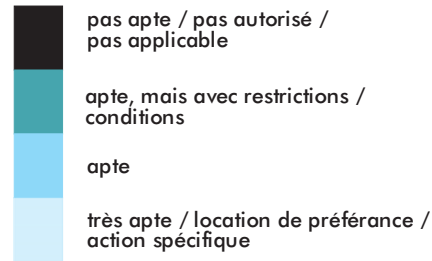 pas apte / pas autorisé /
pas applicable
apte, mais avec restrictions /
conditions
apte
très apte / location de préférance /
action spécifique